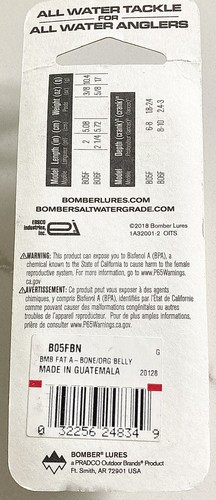 ALL WATER TACKLE
FOR
ALL WATER ANGLERS
Model Length (in) (cm) Weight (oz) (g)
B05F 2 5.08 3/8 10.4
B06F 2 1/4 5.72 5/8 17
Model Depth (crank)' (crank)"
B05F 6-8 1.8-2.4
B06F 8-10 2.4-3
BOMBERLURES.COM
BOMBERSALTWATERGRADE.COM
EBSCO
Industries,
Inc.
ei
©2018 Bomber Lures
1A32001-2 OITS
⚠WARNING: This product can expose you to Bisfenol A (BPA), a
chemical known to the State of California to cause harm to the female
reproductive system. For more information, go to www.P65Warnings.
ca.gov
⚠AVERTISSEMENT: Ce produit peut vous exposer à des agents
chimiques, y compris Bisfenol A (BPA), identifiés par l'État de Californie
comme pouvant causer des malformations congénitales ou autres
troubles de l'appareil reproducteur. Pour de plus amples informations,
prière de consulter www.P65Warnings.ca.gov.
B05FBN G
BMB FAT A - BONE/ORG BELLY
MADE IN GUATEMALA 20128
0 32256 24834 9
BOMBER® LURES
a PRADCO Outdoor Brands® Product
Ft. Smith, AR 72901 USA